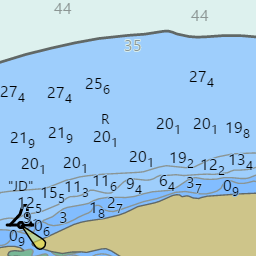 44
44
35
27₄ 27₄ 25₆ 27₄
R
21₉ 21₉ 20₁ 20₁ 20₁ 19₈
20₁ 20₁ 20₁ 19₂ 12₂ 13₄
"JD" 15₅ 11₃ 11₆ 9₄ 6₄ 3₇ 0₉
12₅ 3 1₈ 2₇
0₆
0₉